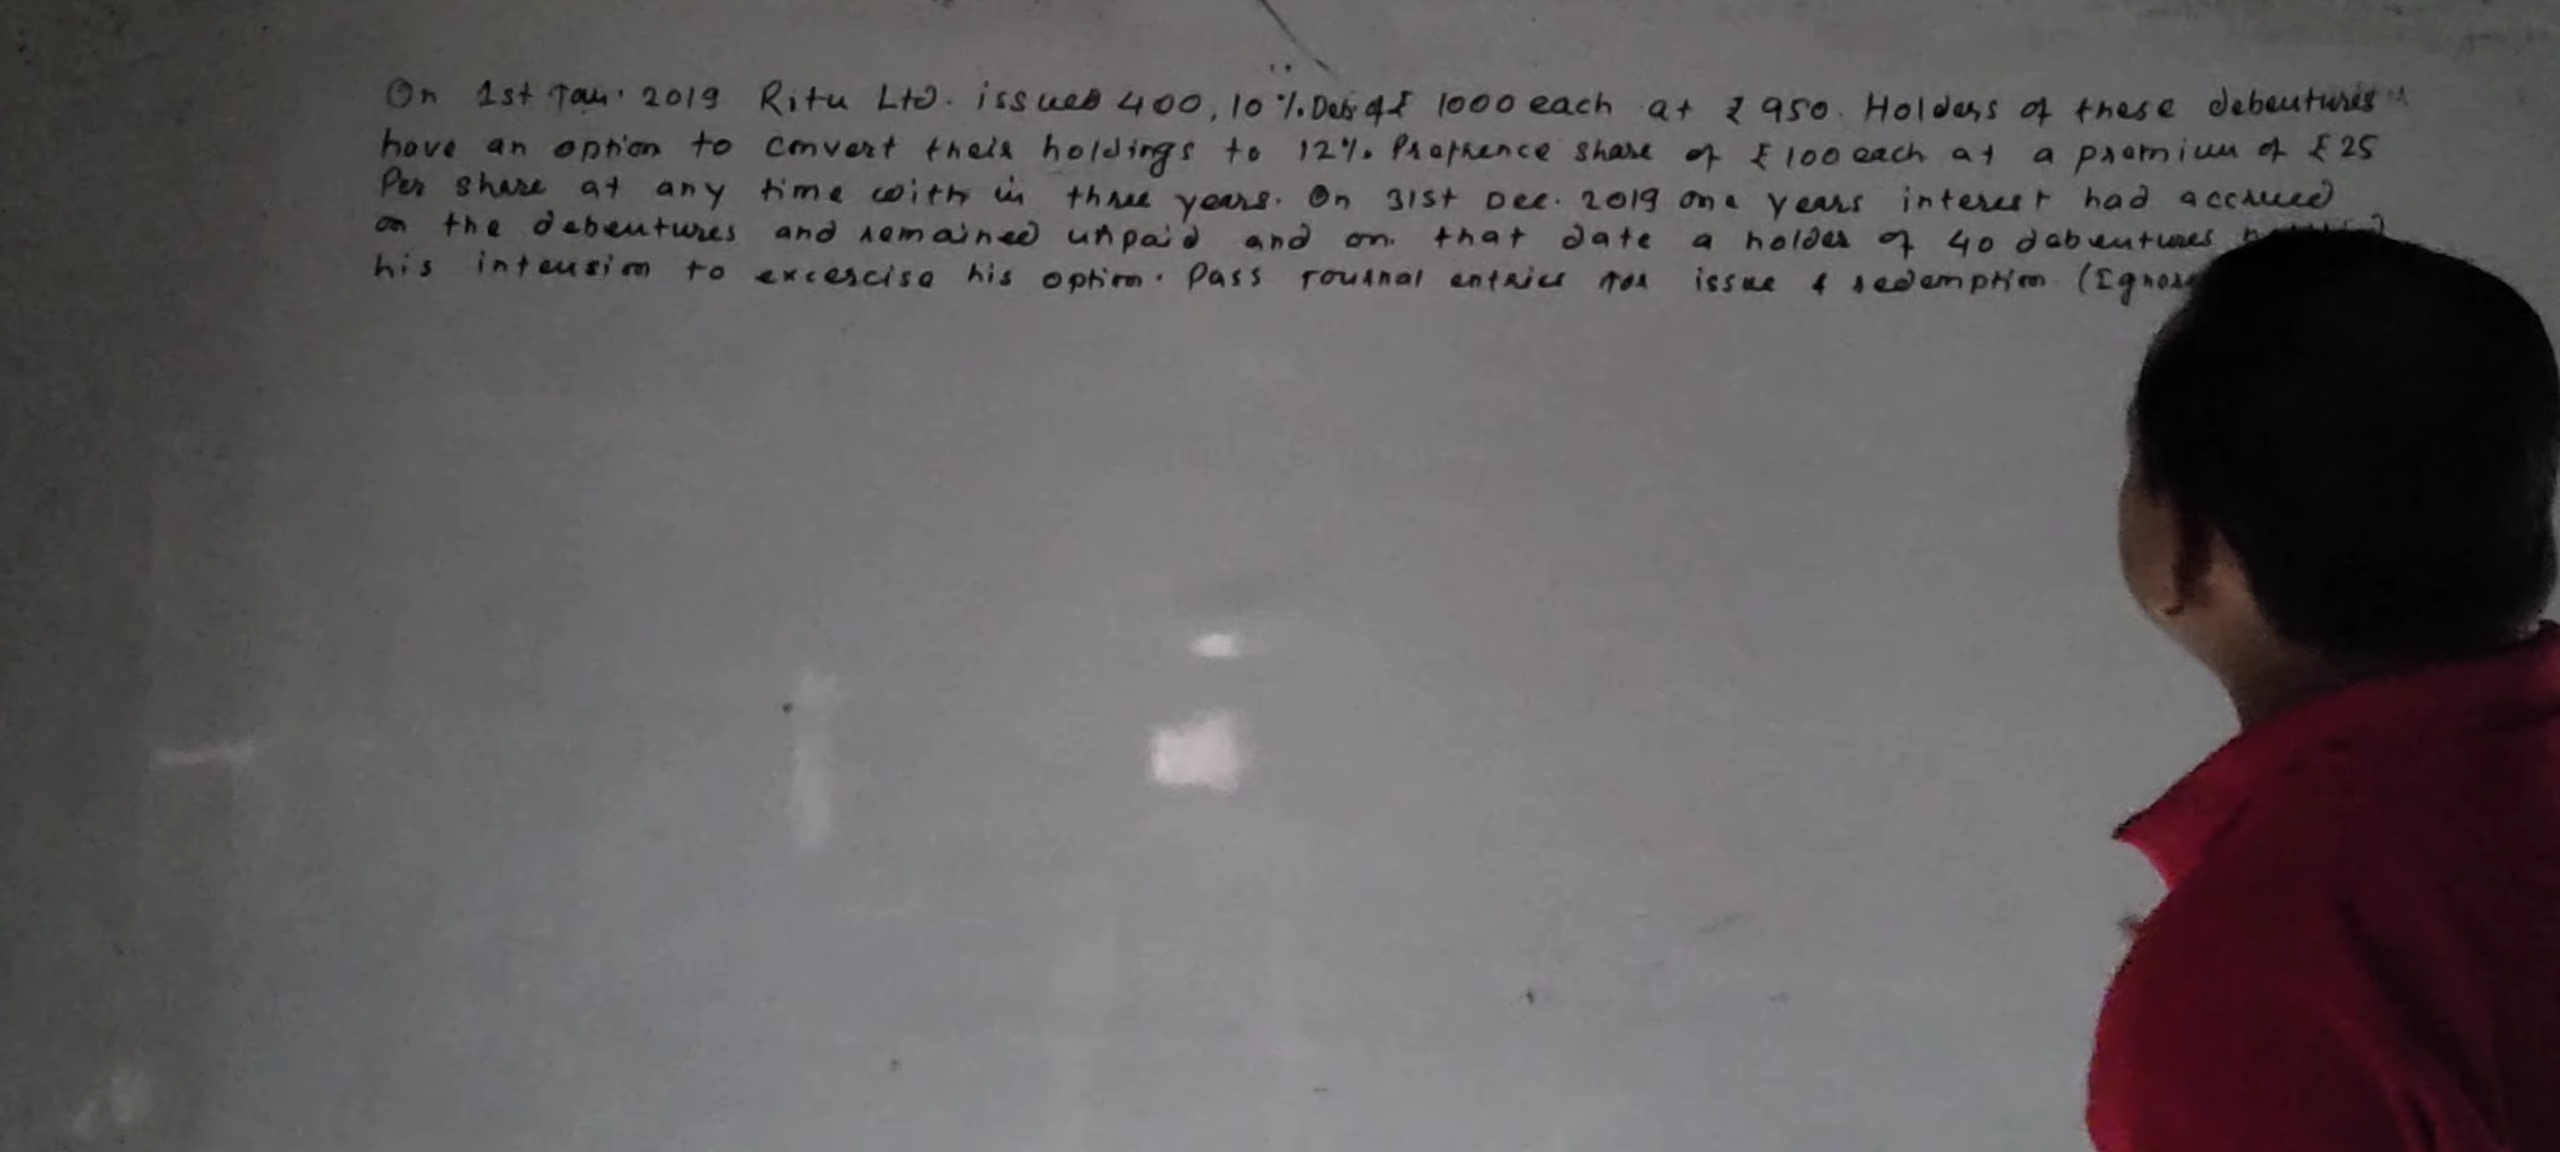 On 1st Jan. 2019 Ritu Ltd. issued 400, 10% Deb of ₹ 1000 each at ₹ 950. Holders of these debentures
have an option to convert their holdings to 12% Prefrence share of ₹ 100 each at a premium of ₹ 25
Per share at any time with in three years. On 31st Dec. 2019 one years interest had accrued
on the debentures and remained unpaid and on that date a holder of 40 debentures
his intension to excercise his option. Pass Journal entries for issue & redemption (Ignore